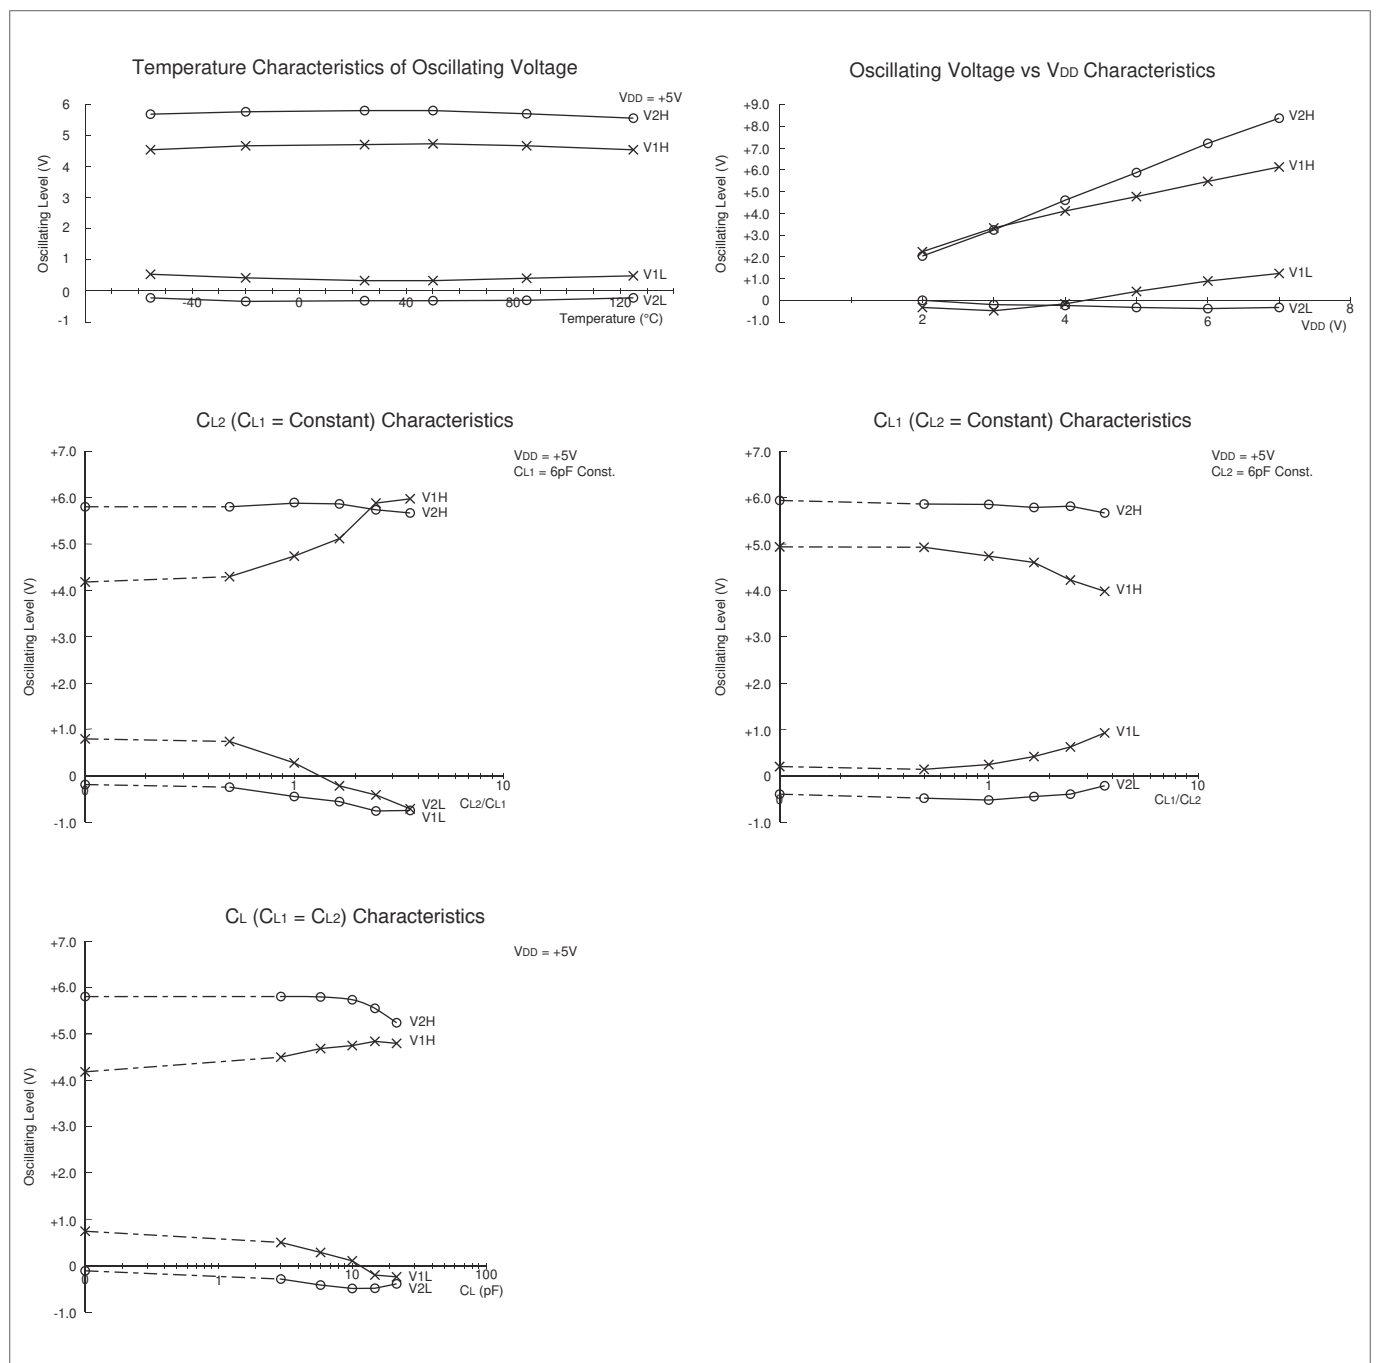 Temperature Characteristics of Oscillating Voltage
VDD = +5V
Oscillating Level (V)
6
5
4
3
2
1
0
-1
V2H
V1H
V1L
V2L
-40
0
40
80
120
Temperature (°C)
Oscillating Voltage vs VDD Characteristics
Oscillating Level (V)
+9.0
+8.0
+7.0
+6.0
+5.0
+4.0
+3.0
+2.0
+1.0
0
-1.0
V2H
V1H
V1L
V2L
2
4
6
8
VDD (V)
CL2 (CL1 = Constant) Characteristics
VDD = +5V
CL1 = 6pF Const.
Oscillating Level (V)
+7.0
+6.0
+5.0
+4.0
+3.0
+2.0
+1.0
0
-1.0
V1H
V2H
V2L
V1L
0
1
10
CL2/CL1
CL1 (CL2 = Constant) Characteristics
VDD = +5V
CL2 = 6pF Const.
Oscillating Level (V)
+7.0
+6.0
+5.0
+4.0
+3.0
+2.0
+1.0
0
-1.0
V2H
V1H
V1L
V2L
0
1
10
CL1/CL2
CL (CL1 = CL2) Characteristics
VDD = +5V
Oscillating Level (V)
+7.0
+6.0
+5.0
+4.0
+3.0
+2.0
+1.0
0
-1.0
V2H
V1H
V1L
V2L
0
1
10
100
CL (pF)